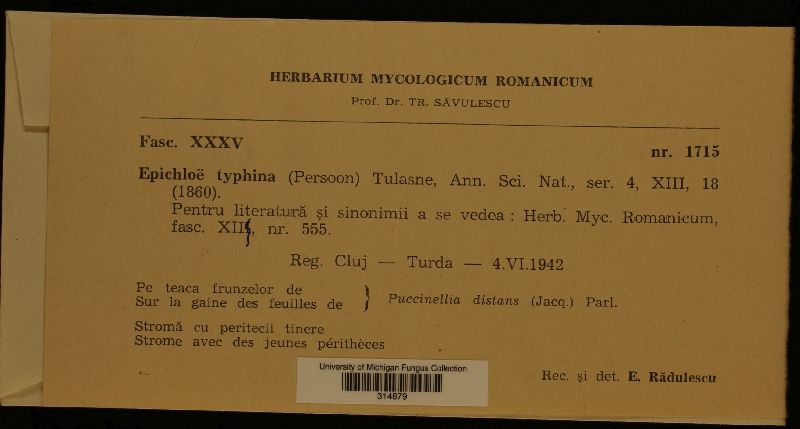 HERBARIUM MYCOLOGICUM ROMANICUM
Prof. Dr. TR. SĂVULESCU
Fasc. XXXV
nr. 1715
Epichloë typhina (Persoon) Tulasne, Ann. Sci. Nat., ser. 4, XIII, 18
(1860).
Pentru literatură și sinonimii a se vedea : Herb. Myc. Romanicum,
fasc. XII, nr. 555.
Reg. Cluj — Turda — 4.VI.1942
Pe teaca frunzelor de
Sur la gaine des feuilles de } Puccinellia distans (Jacq.) Parl.
Stromă cu peritecii tinere
Strome avec des jeunes périthèces
Rec. și det. E. Rădulescu
University of Michigan Fungus Collection
314879